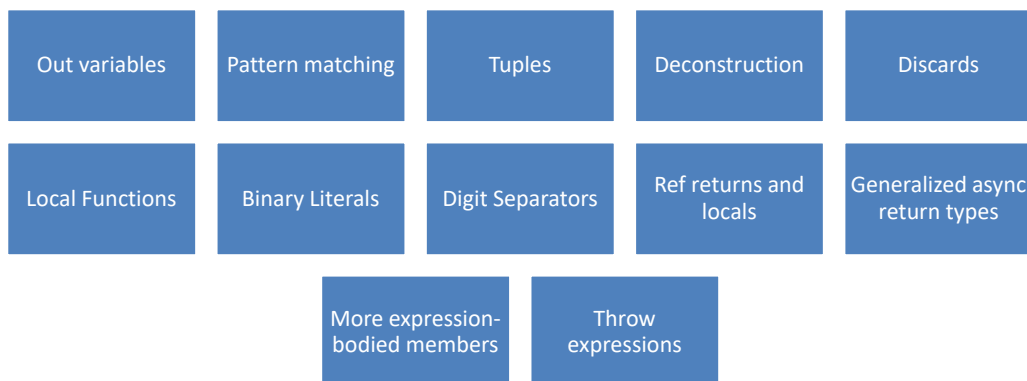 Out variables
Pattern matching
Tuples
Deconstruction
Discards
Local Functions
Binary Literals
Digit Separators
Ref returns and
locals
Generalized async
return types
More expression-
bodied members
Throw
expressions